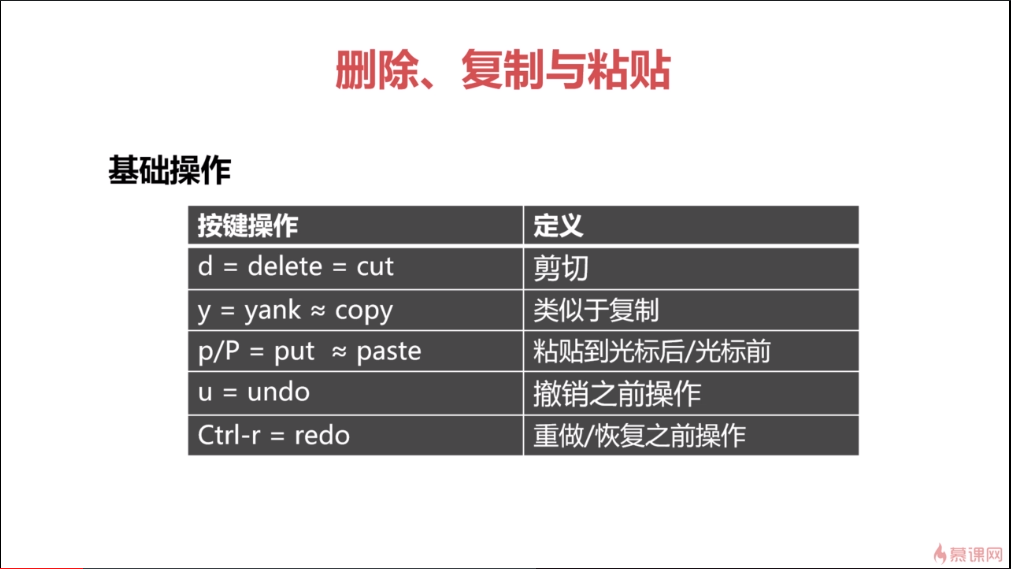 删除、复制与粘贴
基础操作
按键操作 定义
d = delete = cut 剪切
y = yank ≈ copy 类似于复制
p/P = put ≈ paste 粘贴到光标后/光标前
u = undo 撤销之前操作
Ctrl-r = redo 重做/恢复之前操作
慕课网